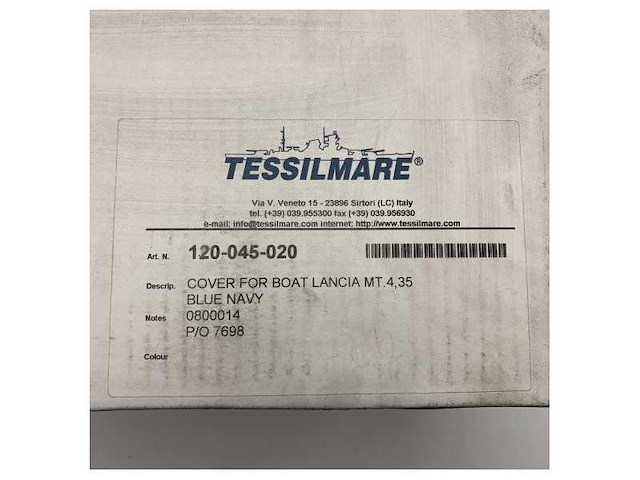 TESSILMARE®
Via V. Veneto 15 - 23896 Sirtori (LC) Italy
tel. (+39) 039.955300 fax (+39) 039.956930
e-mail; info@tessilmare.com internet: http://www.tessilmare.com
Art. N. 120-045-020
Descrip. COVER FOR BOAT LANCIA MT.4,35
BLUE NAVY
Notes 0800014
P/O 7698
Colour